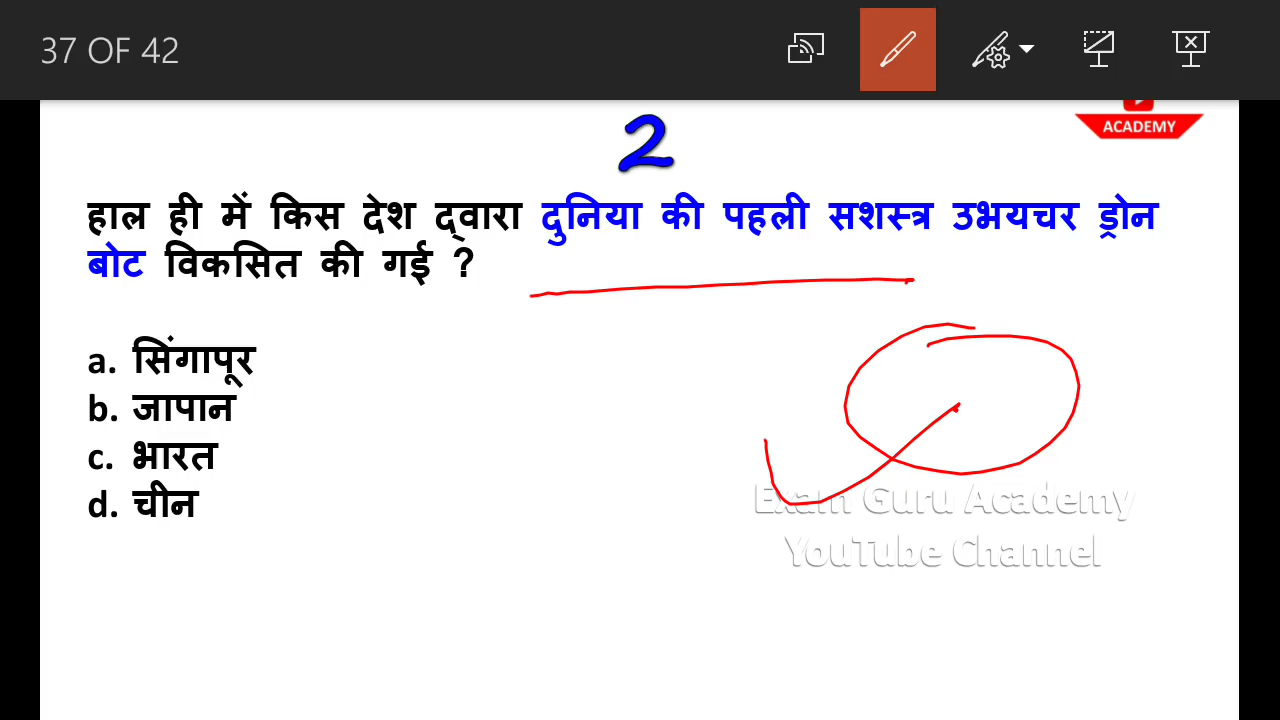 37 OF 42
ACADEMY
2
हाल ही में किस देश द्वारा दुनिया की पहली सशस्त्र उभयचर ड्रोन
बोट विकसित की गई ?
a. सिंगापूर
b. जापान
c. भारत
d. चीन
Exam Guru Academy
YouTube Channel